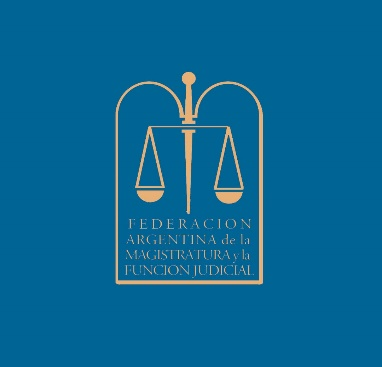 FEDERACION
ARGENTINA de la
MAGISTRATURA y la
FUNCION JUDICIAL